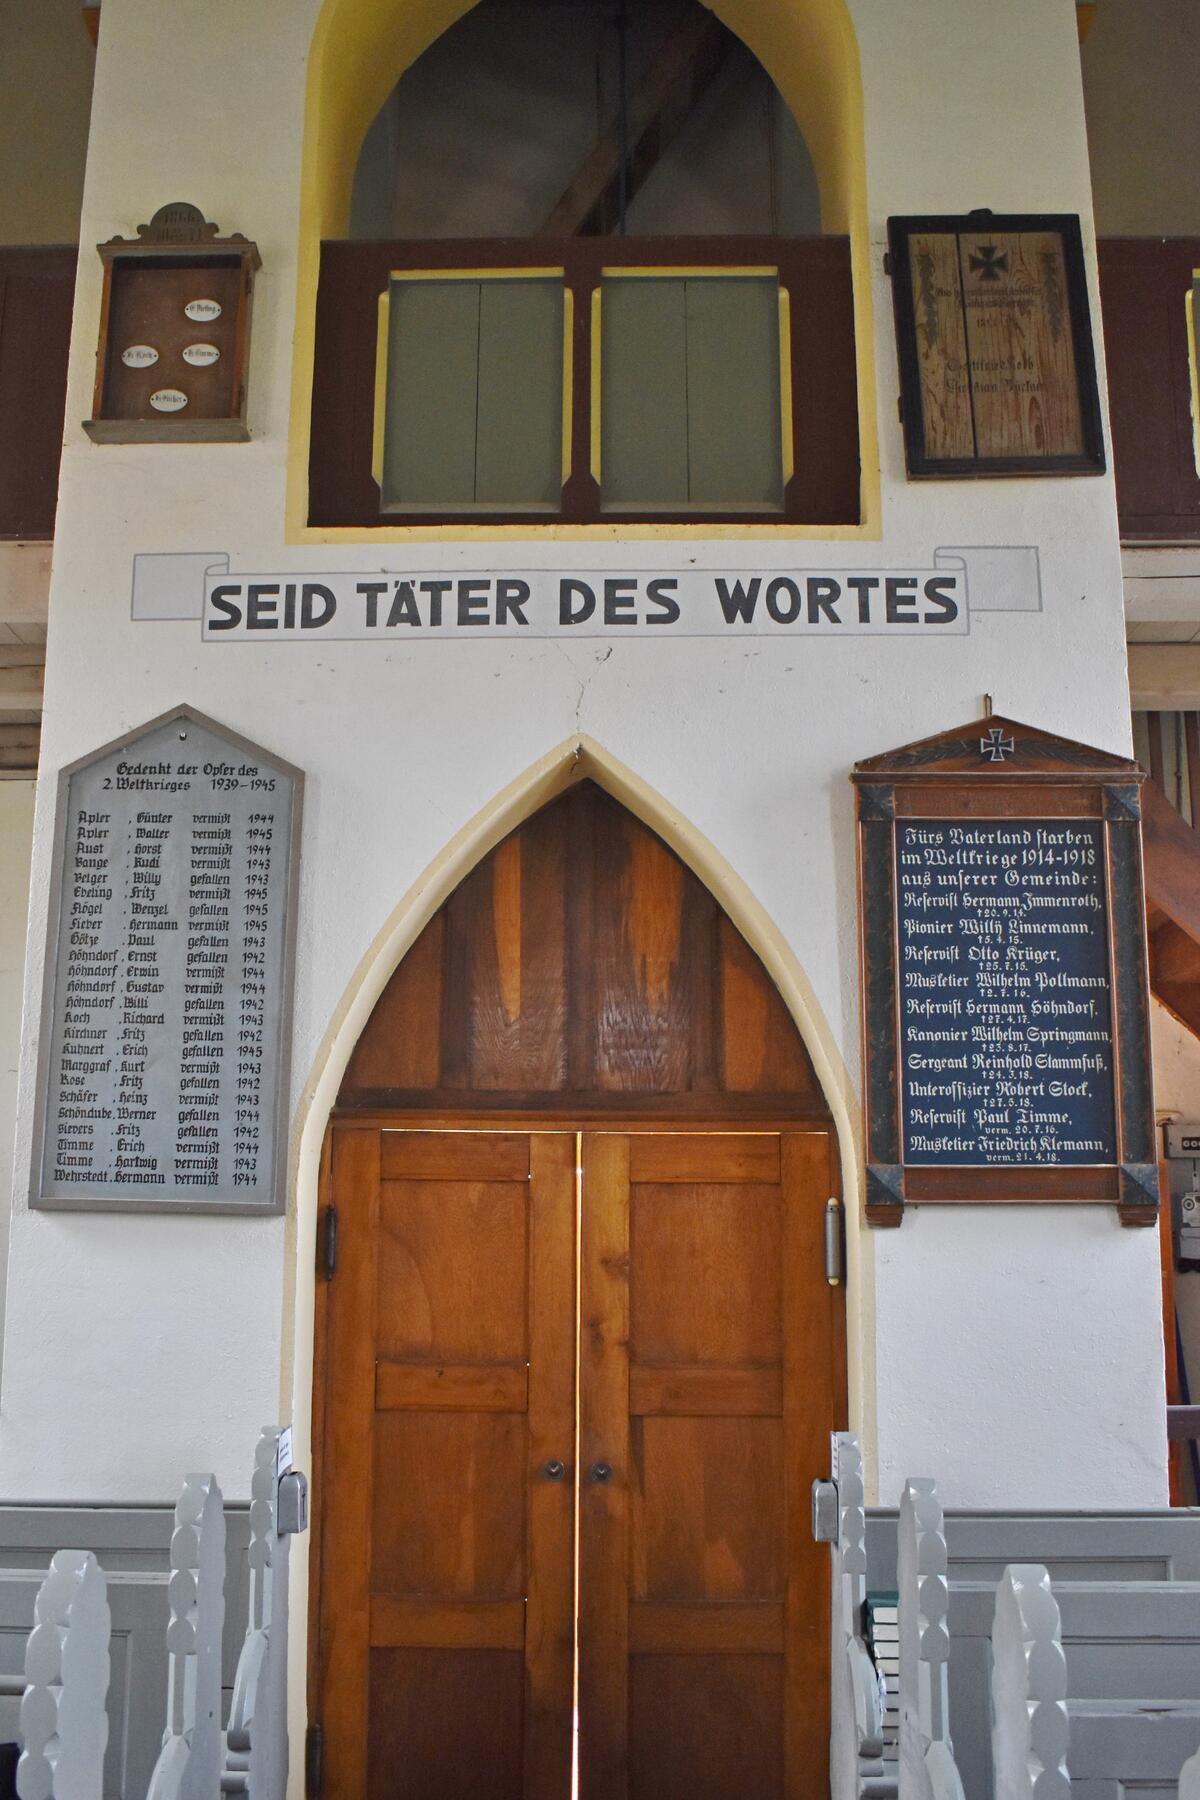 K. Koch
H. Timme
SEID TÄTER DES WORTES
Gedenkt der Opfer des
2. Weltkrieges 1939-1945
Apler , Günter vermißt 1944
Apler , Walter vermißt 1945
Aust , Horst vermißt 1944
Bange , Rudi vermißt 1943
Belger , Willy gefallen 1943
Ebeling , Fritz vermißt 1945
Flögel , Wenzel gefallen 1945
Fieber , Hermann vermißt 1945
Götze , Paul gefallen 1943
Höhndorf , Ernst gefallen 1942
Höhndorf , Erwin vermißt 1944
Höhndorf , Gustav vermißt 1944
Höhndorf , Willi gefallen 1942
Koch , Richard vermißt 1943
Kirchner , Fritz gefallen 1942
Kuhnert , Erich gefallen 1945
Marggraf , Kurt vermißt 1943
Rose , Fritz gefallen 1942
Schäfer , Heinz vermißt 1943
Schöndube , Werner gefallen 1944
Sievers , Fritz gefallen 1942
Timme , Erich vermißt 1944
Timme , Hartwig vermißt 1943
Wehrstedt , Hermann vermißt 1944
Fürs Vaterland starben
im Weltkriege 1914-1918
aus unserer Gemeinde:
Reservist Hermann Immenroth,
†20.9.14.
Pionier Willÿ Linnemann,
†5.4.15.
Reservist Otto Krüger,
†25.7.15.
Musketier Wilhelm Pollmann,
†2.7.16.
Reservist Hermann Höhndorf,
†27.4.17.
Kanonier Wilhelm Springmann,
†23.8.17.
Sergeant Reinhold Stammfuß,
†24.3.18.
Unteroffizier Robert Stock,
†27.5.18.
Reservist Paul Timme,
verm. 20.7.16.
Musketier Friedrich Klemann,
verm. 21.4.18.